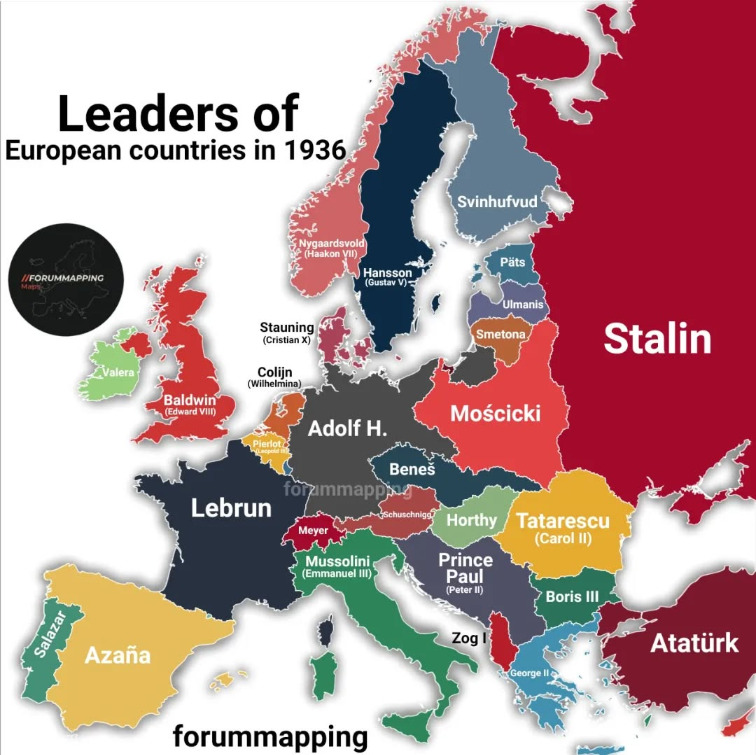 Leaders of
European countries in 1936
//FORUMMAPPING
Maps
Nygaardsvold
(Haakon VII)
Hansson
(Gustav V)
Svinhufvud
Päts
Ulmanis
Smetona
Stauning
(Cristian X)
Colijn
(Wilhelmina)
Valera
Baldwin
(Edward VIII)
Pierlot
(Leopold III)
Adolf H.
Mościcki
Stalin
Beneš
forummapping
Lebrun
Meyer
Schuschnigg
Horthy
Tatarescu
(Carol II)
Mussolini
(Emmanuel III)
Prince
Paul
(Peter II)
Boris III
Zog I
George II
Atatürk
Salazar
Azaña
forummapping